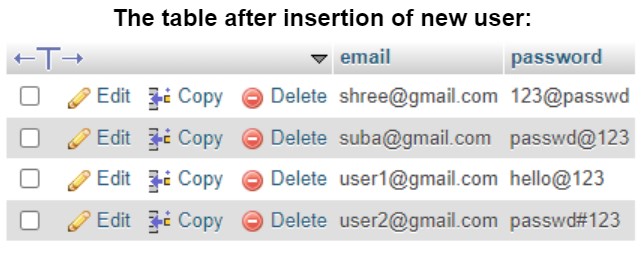 The table after insertion of new user:
email password
Edit Copy Delete shree@gmail.com 123@passwd
Edit Copy Delete suba@gmail.com passwd@123
Edit Copy Delete user1@gmail.com hello@123
Edit Copy Delete user2@gmail.com passwd#123